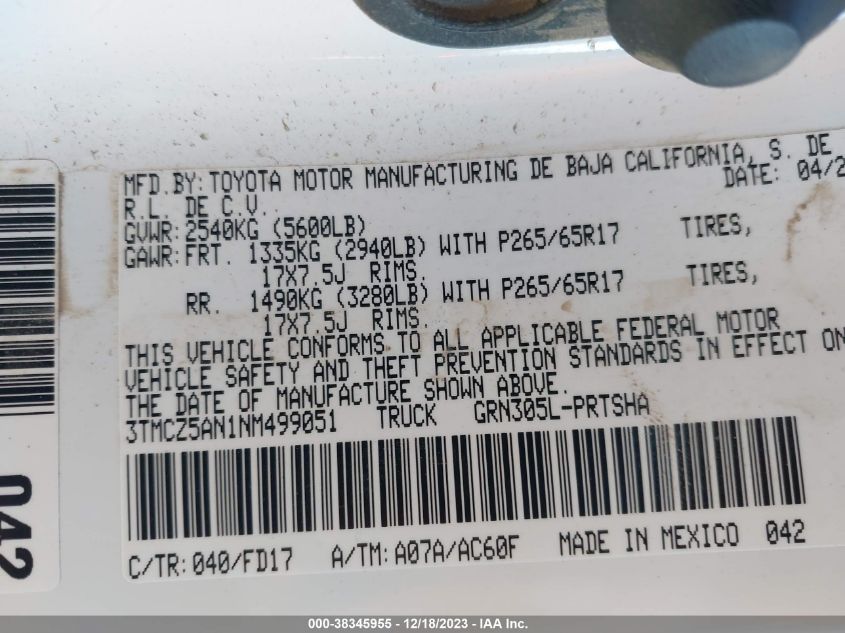 MFD.BY: TOYOTA MOTOR MANUFACTURING DE BAJA CALIFORNIA, S. DE
R.L. DE C.V. DATE: 04/2
GVWR: 2540KG (5600LB)
GAWR: FRT. 1335KG (2940LB) WITH P265/65R17 TIRES,
17X7.5J RIMS.
RR. 1490KG (3280LB) WITH P265/65R17 TIRES,
17X7.5J RIMS.
THIS VEHICLE CONFORMS TO ALL APPLICABLE FEDERAL MOTOR
VEHICLE SAFETY AND THEFT PREVENTION STANDARDS IN EFFECT ON
THE DATE OF MANUFACTURE SHOWN ABOVE.
3TMCZ5AN1NM499051 TRUCK GRN305L-PRTSHA
C/TR: 040/FD17 A/TM: A07A/AC60F MADE IN MEXICO 042
042
000-38345955 - 12/18/2023 - IAA Inc.